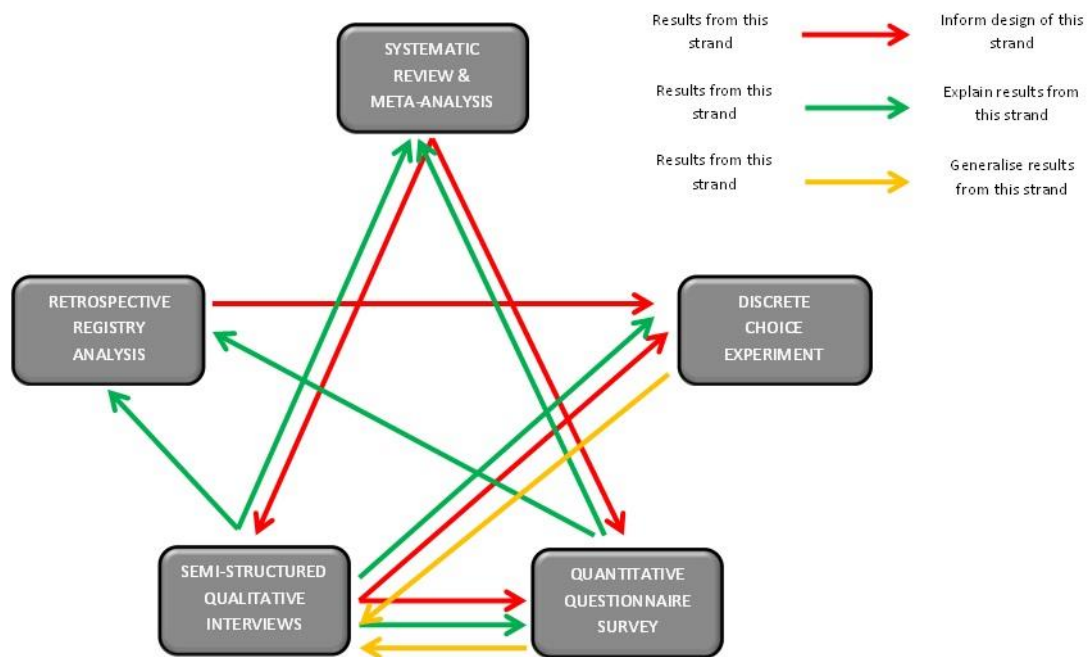 SYSTEMATIC
REVIEW &
META-ANALYSIS
Results from this
strand
Inform design of this
strand
Results from this
strand
Explain results from
this strand
Results from this
strand
Generalise results
from this strand
RETROSPECTIVE
REGISTRY
ANALYSIS
DISCRETE
CHOICE
EXPERIMENT
SEMI-STRUCTURED
QUALITATIVE
INTERVIEWS
QUANTITATIVE
QUESTIONNAIRE
SURVEY